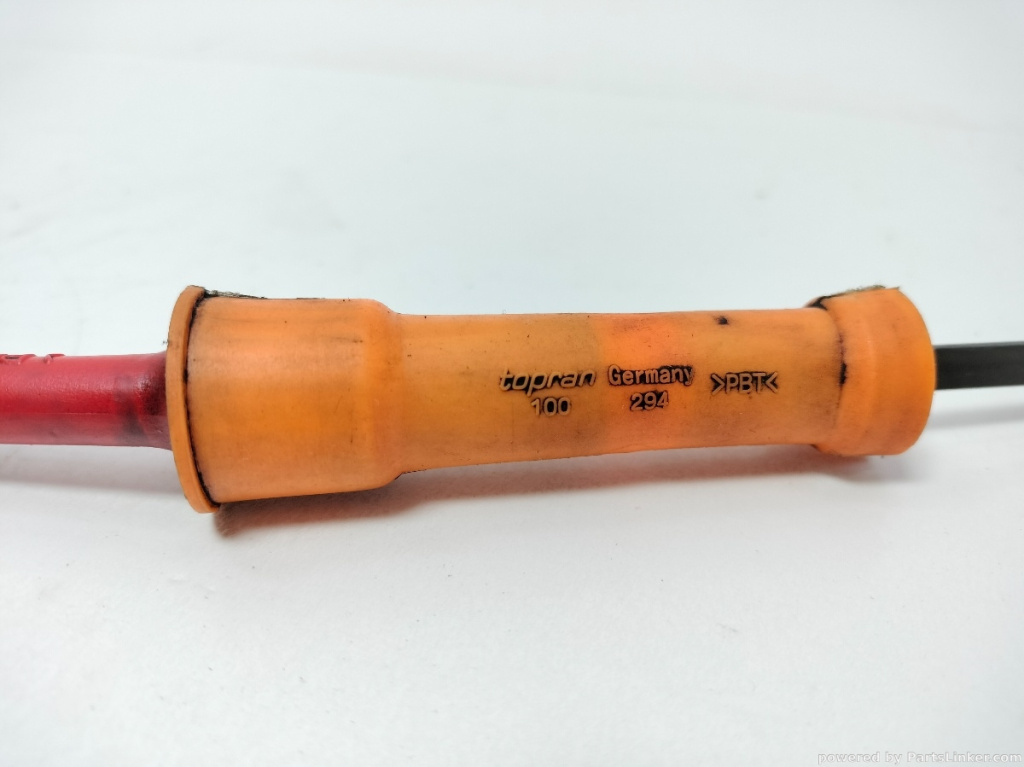 topran Germany >PBT<
100 294
powered by PartsLinker.com